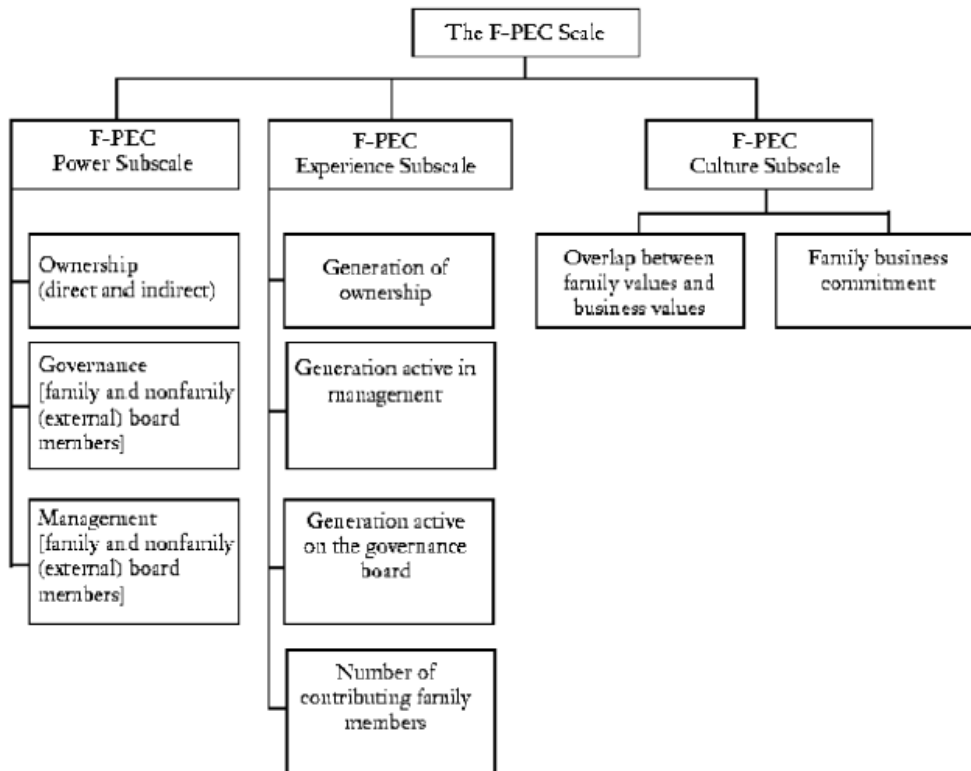 The F-PEC Scale
F-PEC
Power Subscale
Ownership
(direct and indirect)
Governance
[family and nonfamily
(external) board
members]
Management
[family and nonfamily
(external) board
members]
F-PEC
Experience Subscale
Generation of
ownership
Generation active in
management
Generation active
on the governance
board
Number of
contributing family
members
F-PEC
Culture Subscale
Overlap between
family values and
business values
Family business
commitment